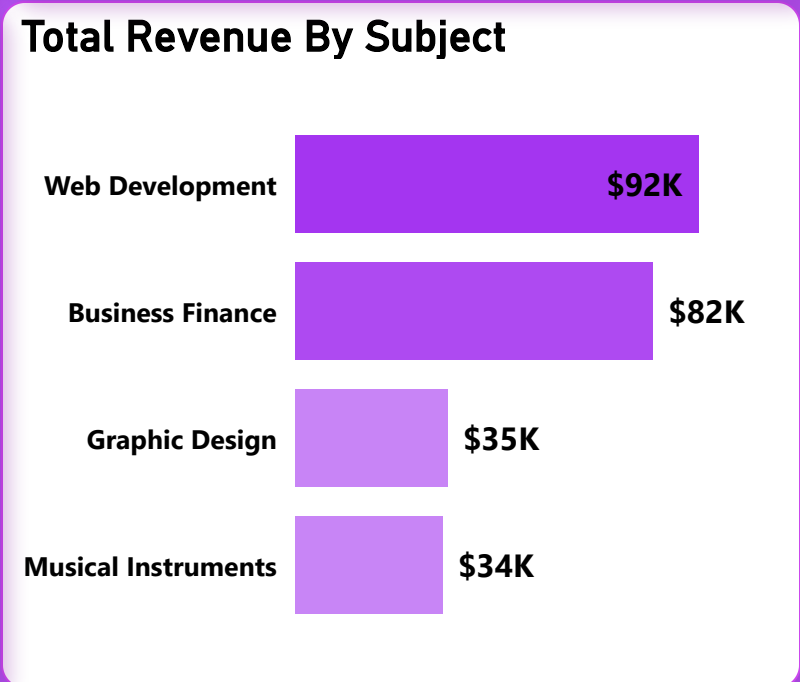 Total Revenue By Subject
Web Development $92K
Business Finance $82K
Graphic Design $35K
Musical Instruments $34K